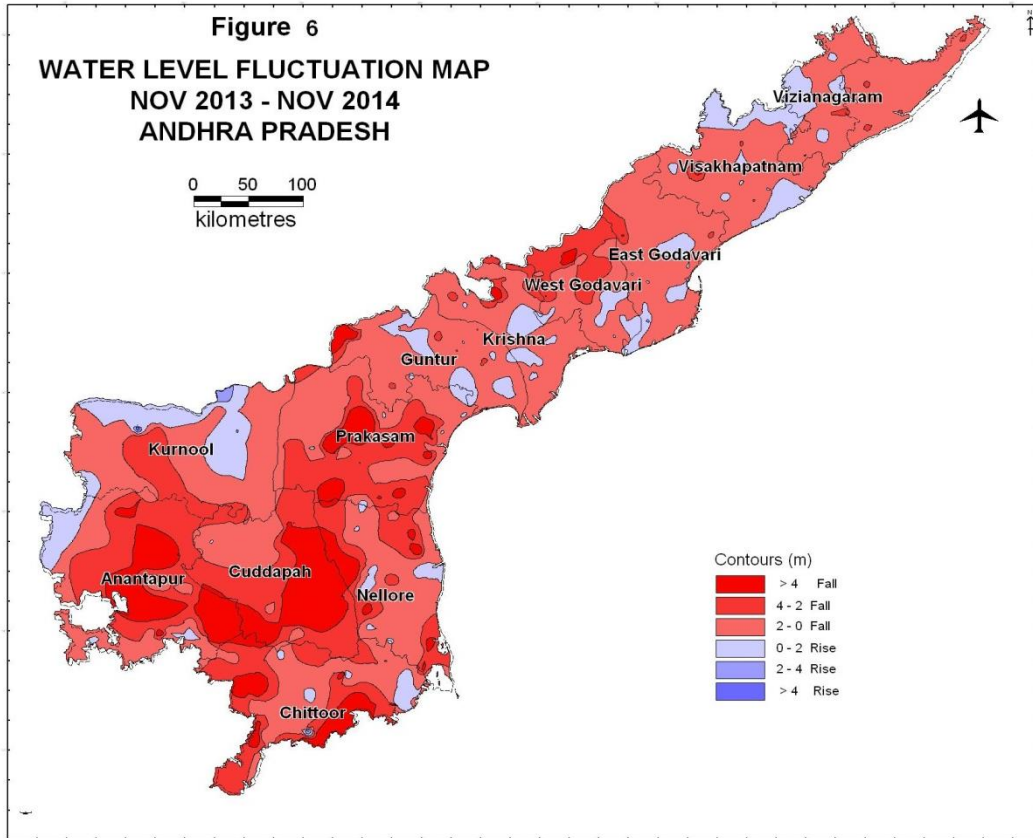 Figure 6
WATER LEVEL FLUCTUATION MAP
NOV 2013 - NOV 2014
ANDHRA PRADESH
0 50 100
kilometres
N
Vizianagaram
Visakhapatnam
East Godavari
West Godavari
Krishna
Guntur
Prakasam
Kurnool
Anantapur
Cuddapah
Nellore
Chittoor
Contours (m)
> 4 Fall
4 - 2 Fall
2 - 0 Fall
0 - 2 Rise
2 - 4 Rise
> 4 Rise